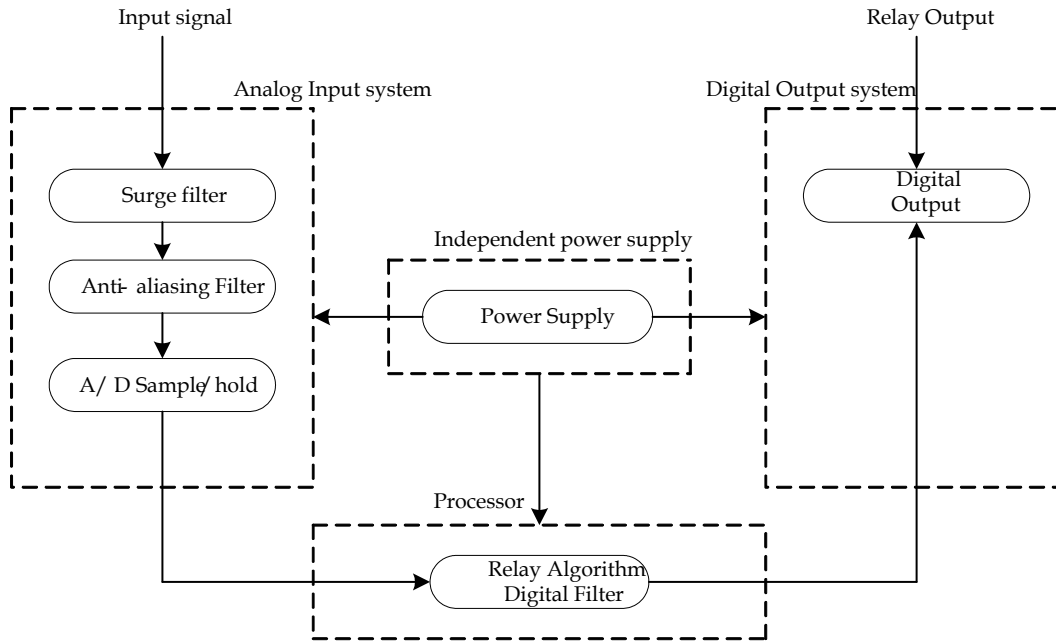 Input signal
Relay Output
Analog Input system
Digital Output system
Surge filter
Digital
Output
Independent power supply
Anti- aliasing Filter
Power Supply
A/ D Sample/ hold
Processor
Relay Algorithm
Digital Filter